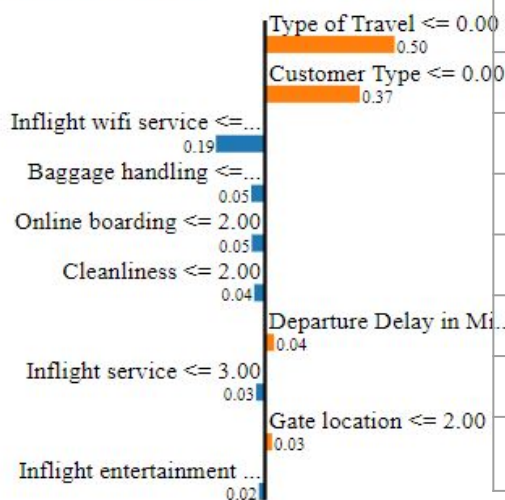 Type of Travel <= 0.00
0.50
Customer Type <= 0.00
0.37
Inflight wifi service <=...
0.19
Baggage handling <=...
0.05
Online boarding <= 2.00
0.05
Cleanliness <= 2.00
0.04
Departure Delay in Mi...
0.04
Inflight service <= 3.00
0.03
Gate location <= 2.00
0.03
Inflight entertainment ...
0.02